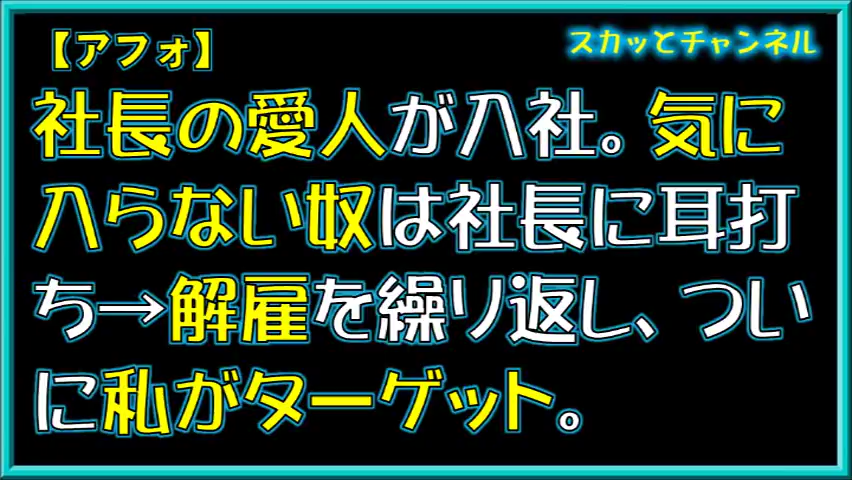 【アフォ】
スカッとチャンネル
社長の愛人が入社。気に
入らない奴は社長に耳打
ち→解雇を繰り返し、つい
に私がターゲット。